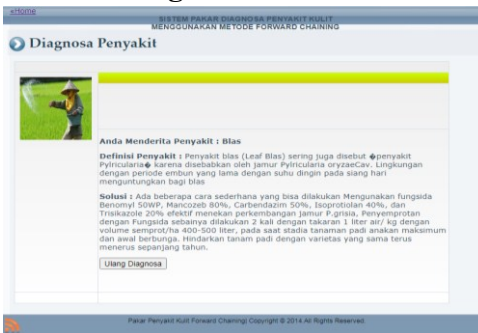 «Home
SISTEM PAKAR DIAGNOSA PENYAKIT KULIT
MENGGUNAKAN METODE FORWARD CHAINING
Diagnosa Penyakit
Anda Menderita Penyakit : Blas
Definisi Penyakit : Penyakit blas (Leaf Blas) sering juga disebut �penyakit
Pylricularia� karena disebabkan oleh jamur Pylricularia oryzaeCav. Lingkungan
dengan periode embun yang lama dengan suhu dingin pada siang hari
menguntungkan bagi blas
Solusi : Ada beberapa cara sederhana yang bisa dilakukan Mengunakan fungsida
Benomyl 50WP, Mancozeb 80%, Carbendazim 50%, Isoprotiolan 40%, dan
Trisikazole 20% efektif menekan perkembangan jamur P.grisia, Penyemprotan
dengan Fungsida sebainya dilakukan 2 kali dengan takaran 1 liter air/ kg dengan
volume semprot/ha 400-500 liter, pada saat stadia tanaman padi anakan maksimum
dan awal berbunga. Hindarkan tanam padi dengan varietas yang sama terus
menerus sepanjang tahun.
Ulang Diagnosa
Pakar Penyakit Kulit Forward Chaining| Copyright © 2014 All Rights Reserved.